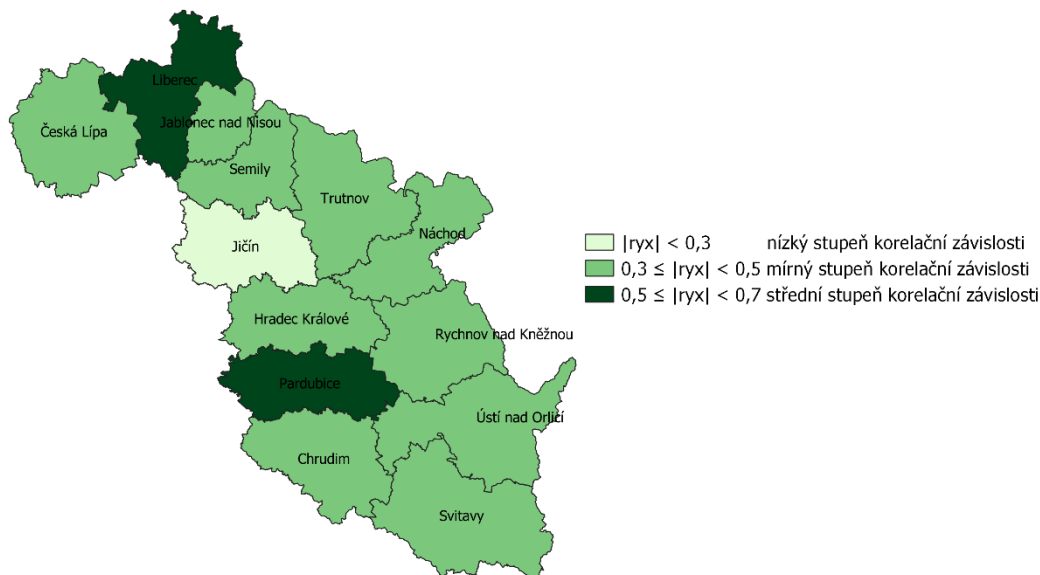 Liberec
Jablonec nad Nisou
Česká Lípa
Semily
Trutnov
Náchod
Jičín
Hradec Králové
Rychnov nad Kněžnou
Pardubice
Ústí nad Orlicí
Chrudim
Svitavy
|ryx| < 0,3 nízký stupeň korelační závislosti
0,3 ≤ |ryx| < 0,5 mírný stupeň korelační závislosti
0,5 ≤ |ryx| < 0,7 střední stupeň korelační závislosti